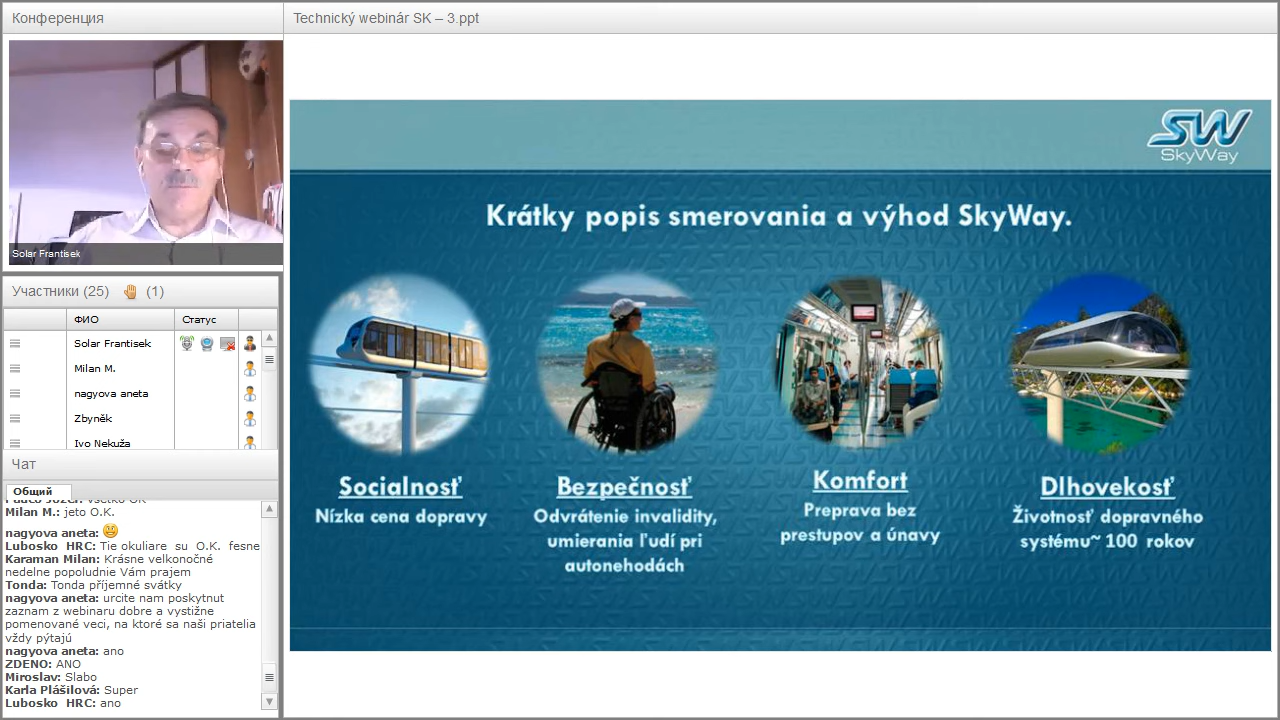 Конференция
Technický webinár SK – 3.ppt
Solar Frantisek
Участники (25) (1)
ФИО Статус
Solar Frantisek
Milan M.
nagyova aneta
Zbyněk
Ivo Nekuža
Чат
Общий
Milan M.: jeto O.K.
nagyova aneta:
Lubosko HRC: Tie okuliare su O.K. fesne
Karaman Milan: Krásne velkonočné
nedelne popoludnie Vám prajem
Tonda: Tonda příjemné svátky
nagyova aneta: urcite nam poskytnut
zaznam z webinaru dobre a vystižne
pomenované veci, na ktoré sa naši priatelia
vždy pýtajú
nagyova aneta: ano
ZDENO: ANO
Miroslav: Slabo
Karla Plášilová: Super
Lubosko HRC: ano
SW
SkyWay
Krátky popis smerovania a výhod SkyWay.
Socialnosť
Nízka cena dopravy
Bezpečnosť
Odvrátenie invalidity,
umierania ľudí pri
autonehodách
Komfort
Preprava bez
prestupov a únavy
Dlhovekosť
Životnosť dopravného
systému~ 100 rokov